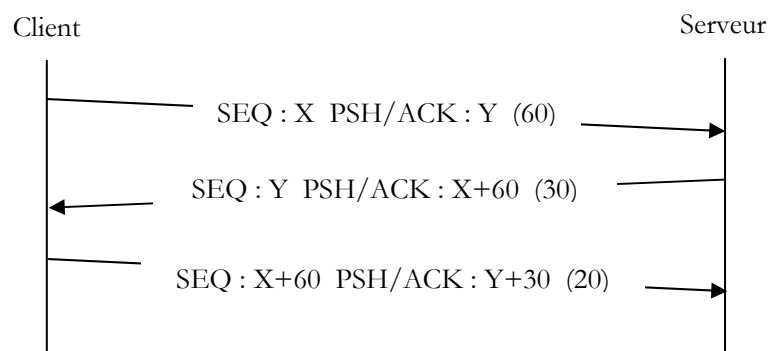 Client
Serveur
SEQ : X PSH/ACK : Y (60)
SEQ : Y PSH/ACK : X+60 (30)
SEQ : X+60 PSH/ACK : Y+30 (20)